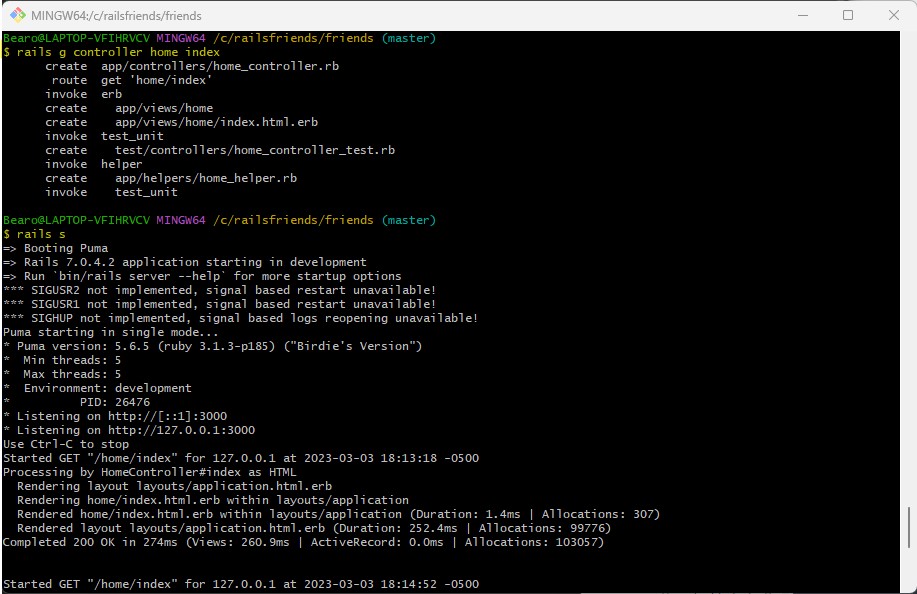 MINGW64:/c/railsfriends/friends
Bearo@LAPTOP-VFIHRVCV MINGW64 /c/railsfriends/friends (master)
$ rails g controller home index
      create  app/controllers/home_controller.rb
       route  get 'home/index'
      invoke  erb
      create    app/views/home
      create    app/views/home/index.html.erb
      invoke  test_unit
      create    test/controllers/home_controller_test.rb
      invoke  helper
      create    app/helpers/home_helper.rb
      invoke    test_unit
Bearo@LAPTOP-VFIHRVCV MINGW64 /c/railsfriends/friends (master)
$ rails s
=> Booting Puma
=> Rails 7.0.4.2 application starting in development
=> Run `bin/rails server --help` for more startup options
*** SIGUSR2 not implemented, signal based restart unavailable!
*** SIGUSR1 not implemented, signal based restart unavailable!
*** SIGHUP not implemented, signal based logs reopening unavailable!
Puma starting in single mode...
* Puma version: 5.6.5 (ruby 3.1.3-p185) ("Birdie's Version")
*  Min threads: 5
*  Max threads: 5
*  Environment: development
*          PID: 26476
* Listening on http://[::1]:3000
* Listening on http://127.0.0.1:3000
Use Ctrl-C to stop
Started GET "/home/index" for 127.0.0.1 at 2023-03-03 18:13:18 -0500
Processing by HomeController#index as HTML
  Rendering layout layouts/application.html.erb
  Rendering home/index.html.erb within layouts/application
  Rendered home/index.html.erb within layouts/application (Duration: 1.4ms | Allocations: 307)
  Rendered layout layouts/application.html.erb (Duration: 252.4ms | Allocations: 99776)
Completed 200 OK in 274ms (Views: 260.9ms | ActiveRecord: 0.0ms | Allocations: 103057)
Started GET "/home/index" for 127.0.0.1 at 2023-03-03 18:14:52 -0500